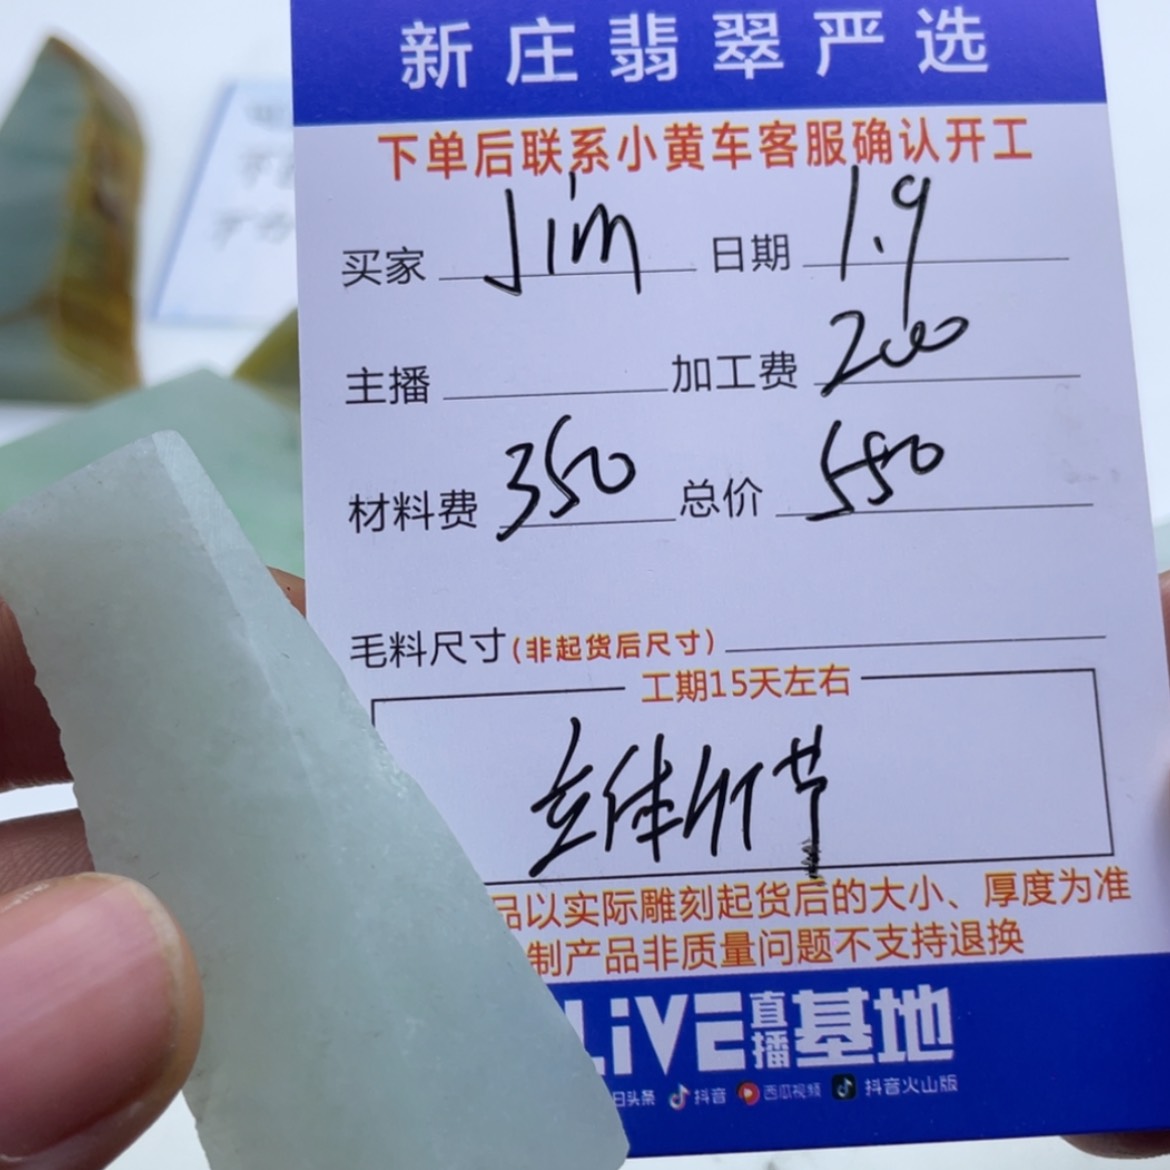 新庄翡翠严选
下单后联系小黄车客服确认开工
买家 Jim 日期 1.9
主播 加工费 200
材料费 350 总价 550
毛料尺寸(非起货后尺寸)
工期15天左右
立体竹节
品以实际雕刻起货后的大小、厚度为准
制产品非质量问题不支持退换
LiVE直播基地
日头条 抖音 西瓜视频 抖音火山版